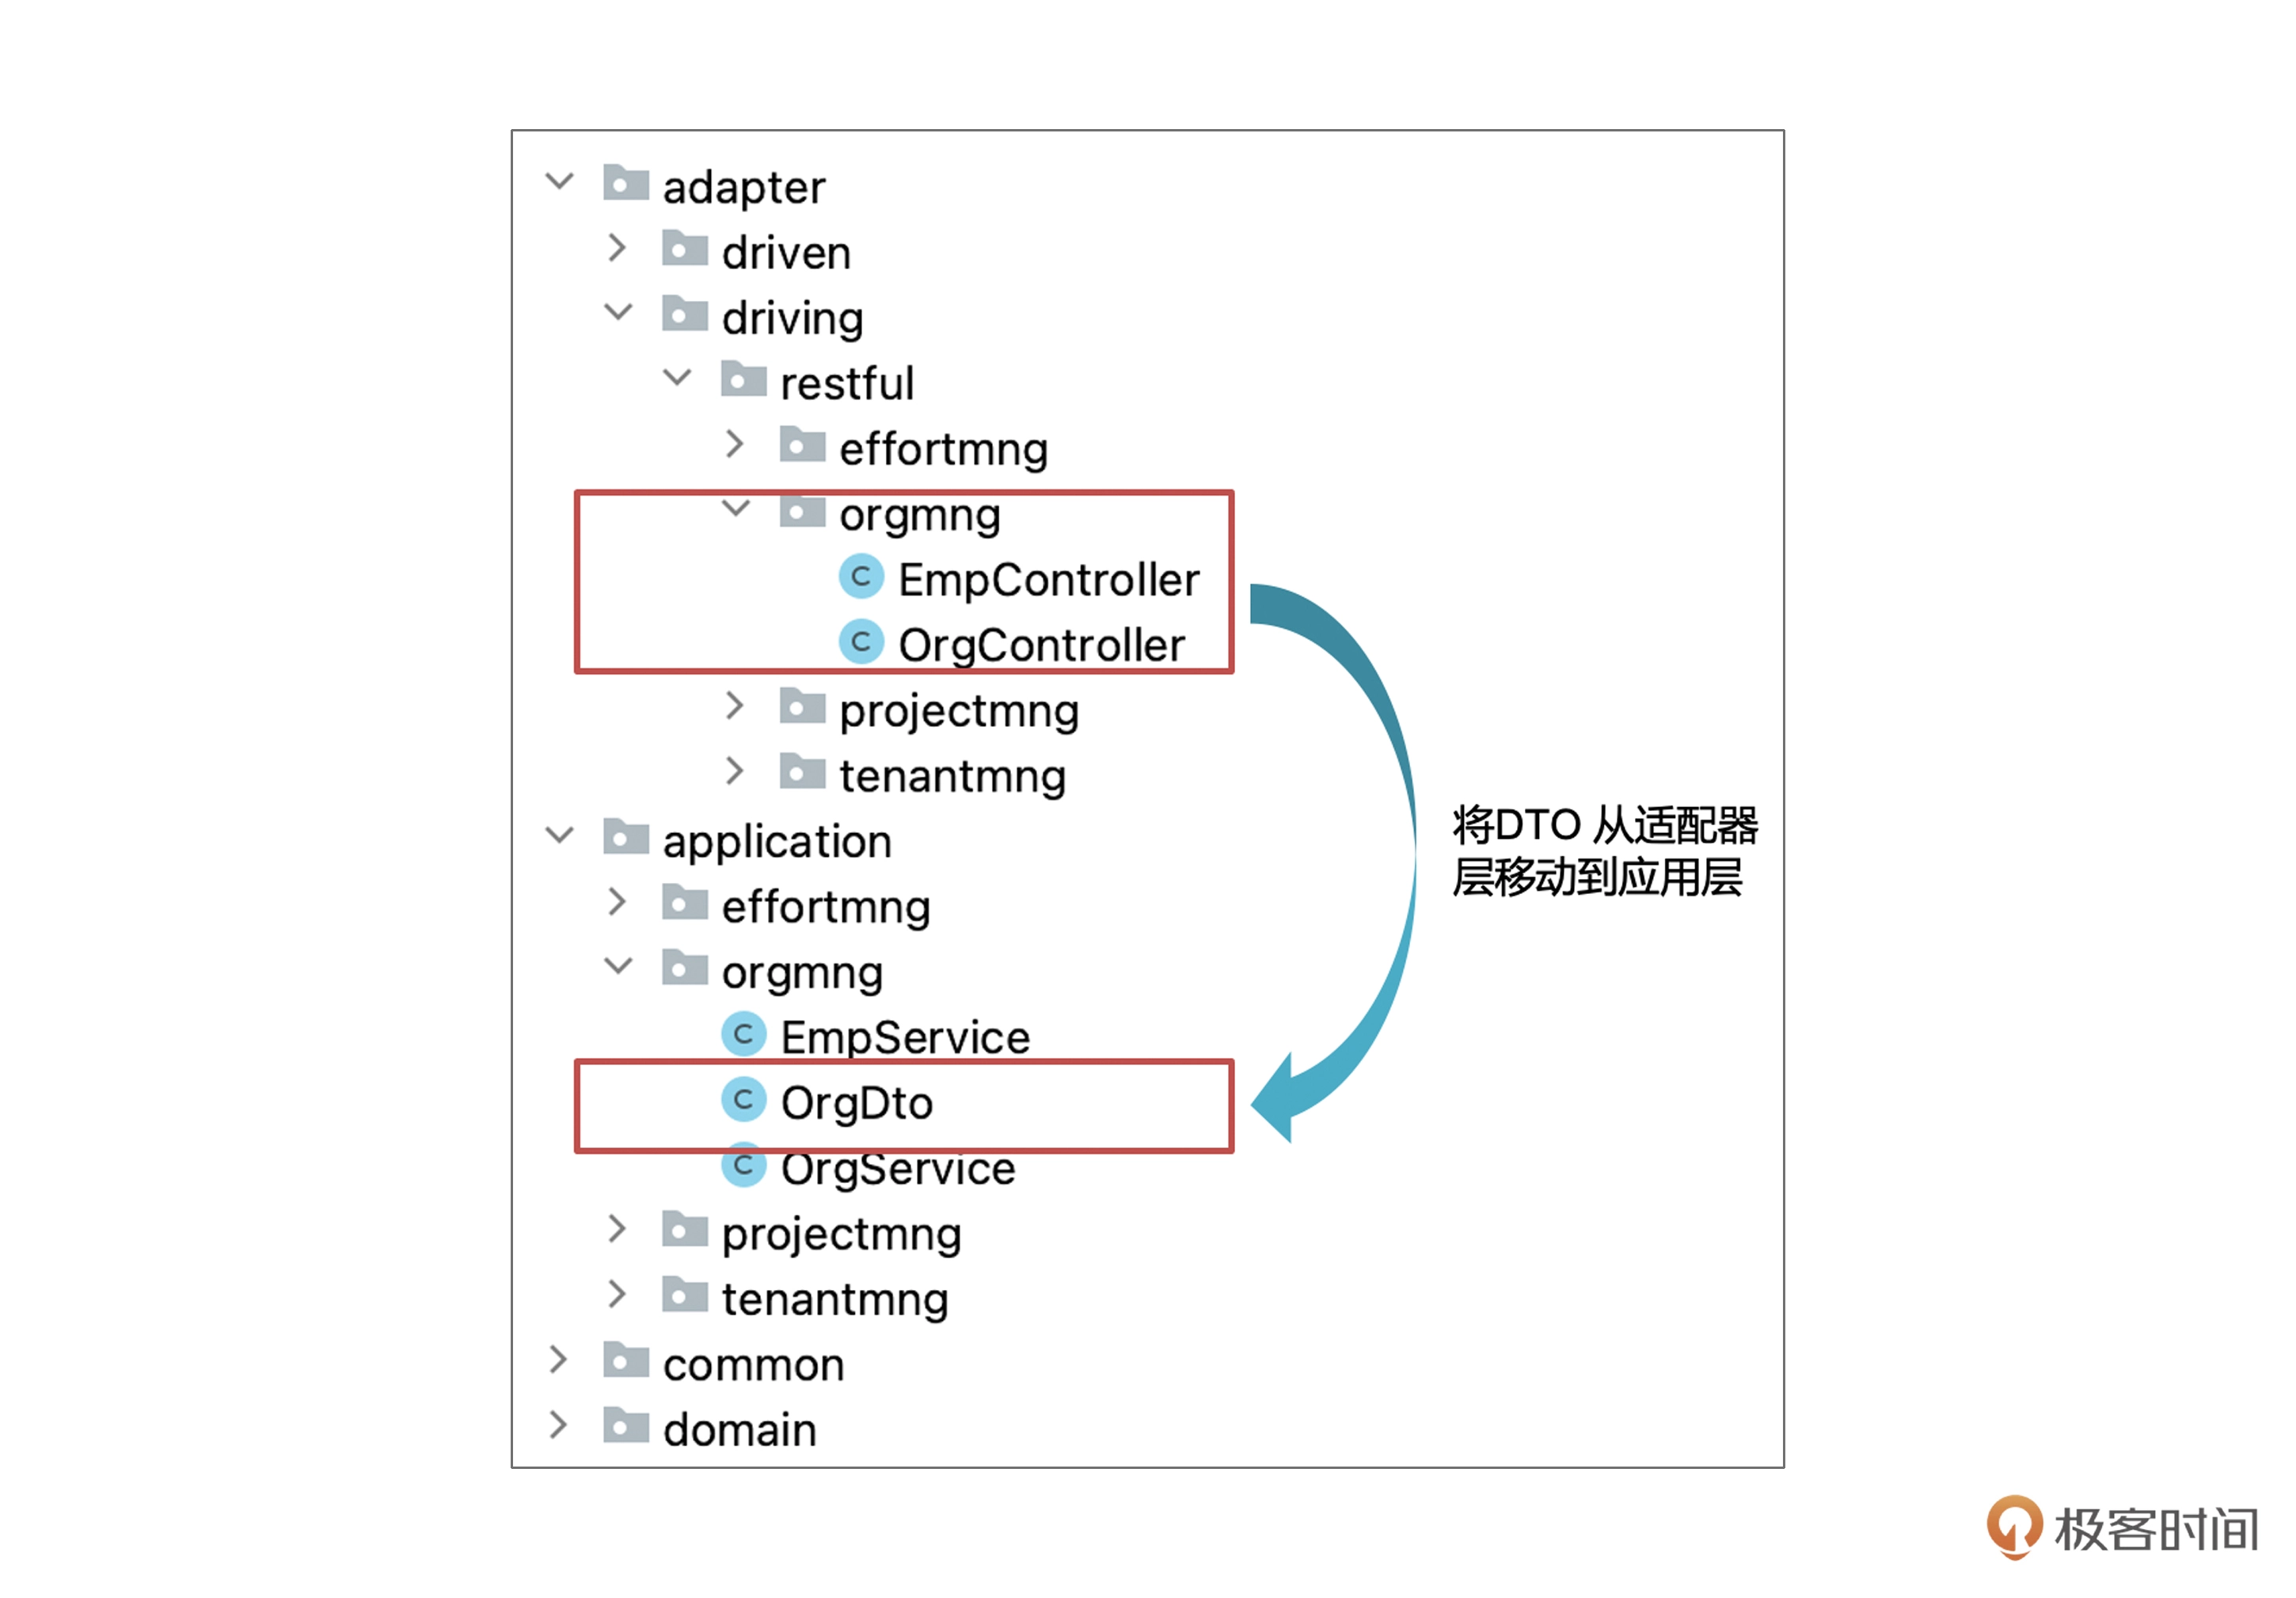 adapter
driven
driving
restful
effortmng
orgmng
EmpController
OrgController
projectmng
tenantmng
application
effortmng
orgmng
EmpService
OrgDto
OrgService
projectmng
tenantmng
common
domain
将DTO 从适配器
层移动到应用层
极客时间